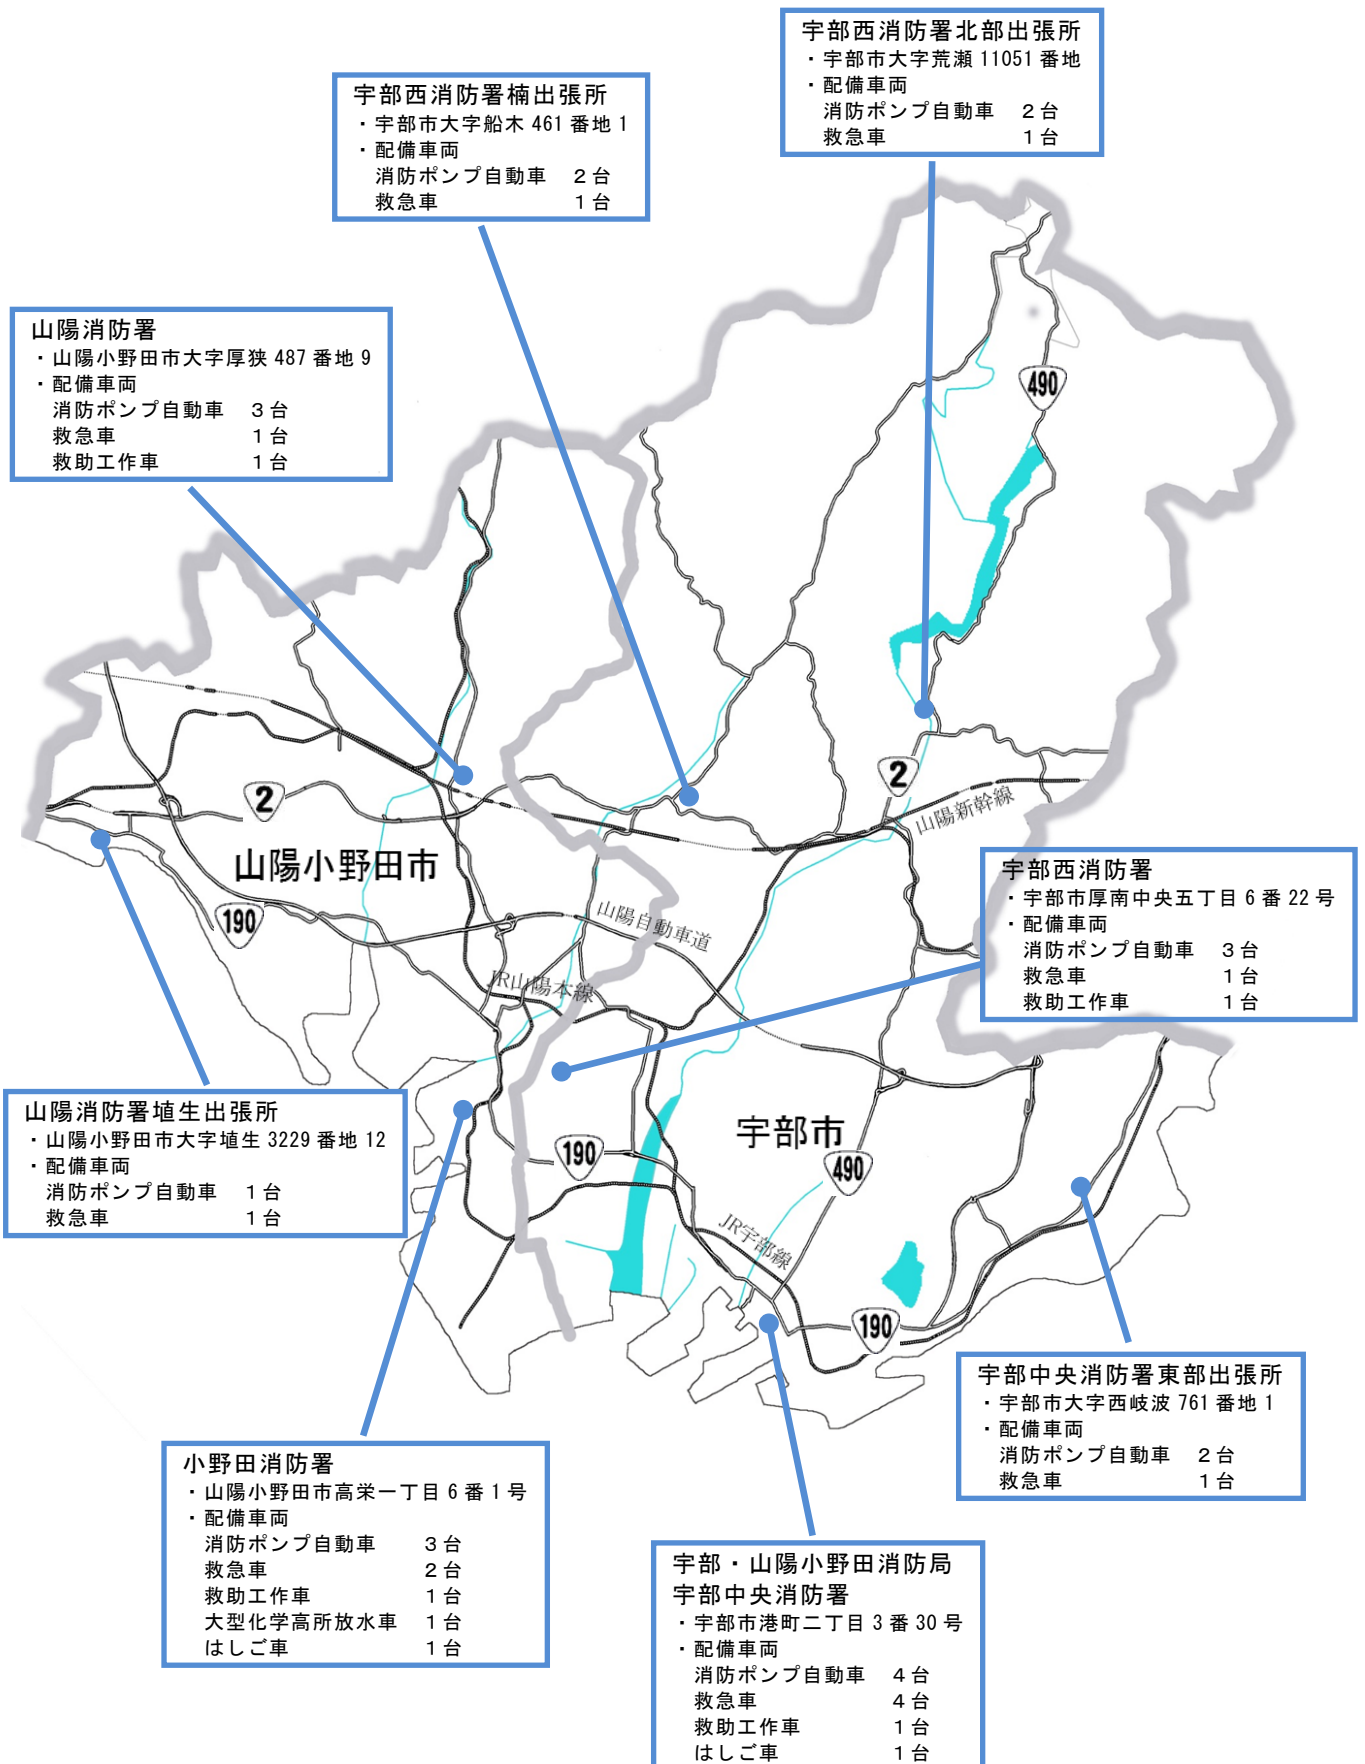 宇部西消防署北部出張所
・宇部市大字荒瀬 11051 番地
・配備車両
消防ポンプ自動車 2台
救急車 1台
宇部西消防署楠出張所
・宇部市大字船木 461 番地 1
・配備車両
消防ポンプ自動車 2台
救急車 1台
山陽消防署
・山陽小野田市大字厚狭 487 番地 9
・配備車両
消防ポンプ自動車 3台
救急車 1台
救助工作車 1台
490
2
2
山陽新幹線
山陽小野田市
190
山陽自動車道
JR山陽本線
宇部西消防署
・宇部市厚南中央五丁目 6 番 22 号
・配備車両
消防ポンプ自動車 3台
救急車 1台
救助工作車 1台
山陽消防署埴生出張所
・山陽小野田市大字埴生 3229 番地 12
・配備車両
消防ポンプ自動車 1台
救急車 1台
宇部市
190
490
JR宇部線
190
宇部中央消防署東部出張所
・宇部市大字西岐波 761 番地 1
・配備車両
消防ポンプ自動車 2台
救急車 1台
小野田消防署
・山陽小野田市高栄一丁目 6 番 1 号
・配備車両
消防ポンプ自動車 3台
救急車 2台
救助工作車 1台
大型化学高所放水車 1台
はしご車 1台
宇部・山陽小野田消防局
宇部中央消防署
・宇部市港町二丁目 3 番 30 号
・配備車両
消防ポンプ自動車 4台
救急車 4台
救助工作車 1台
はしご車 1台